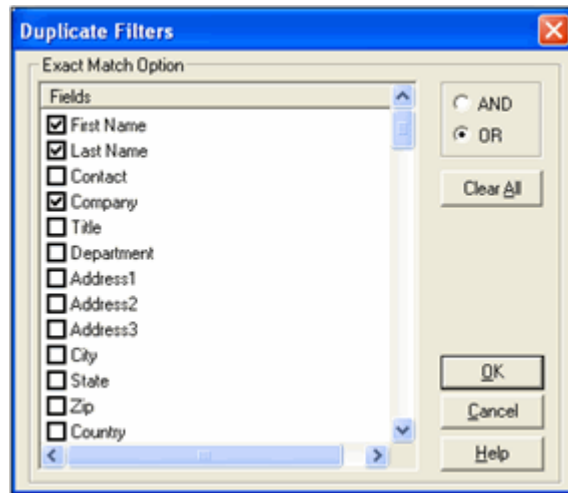 Duplicate Filters
Exact Match Option
Fields
First Name
Last Name
Contact
Company
Title
Department
Address1
Address2
Address3
City
State
Zip
Country
AND
OR
Clear All
OK
Cancel
Help